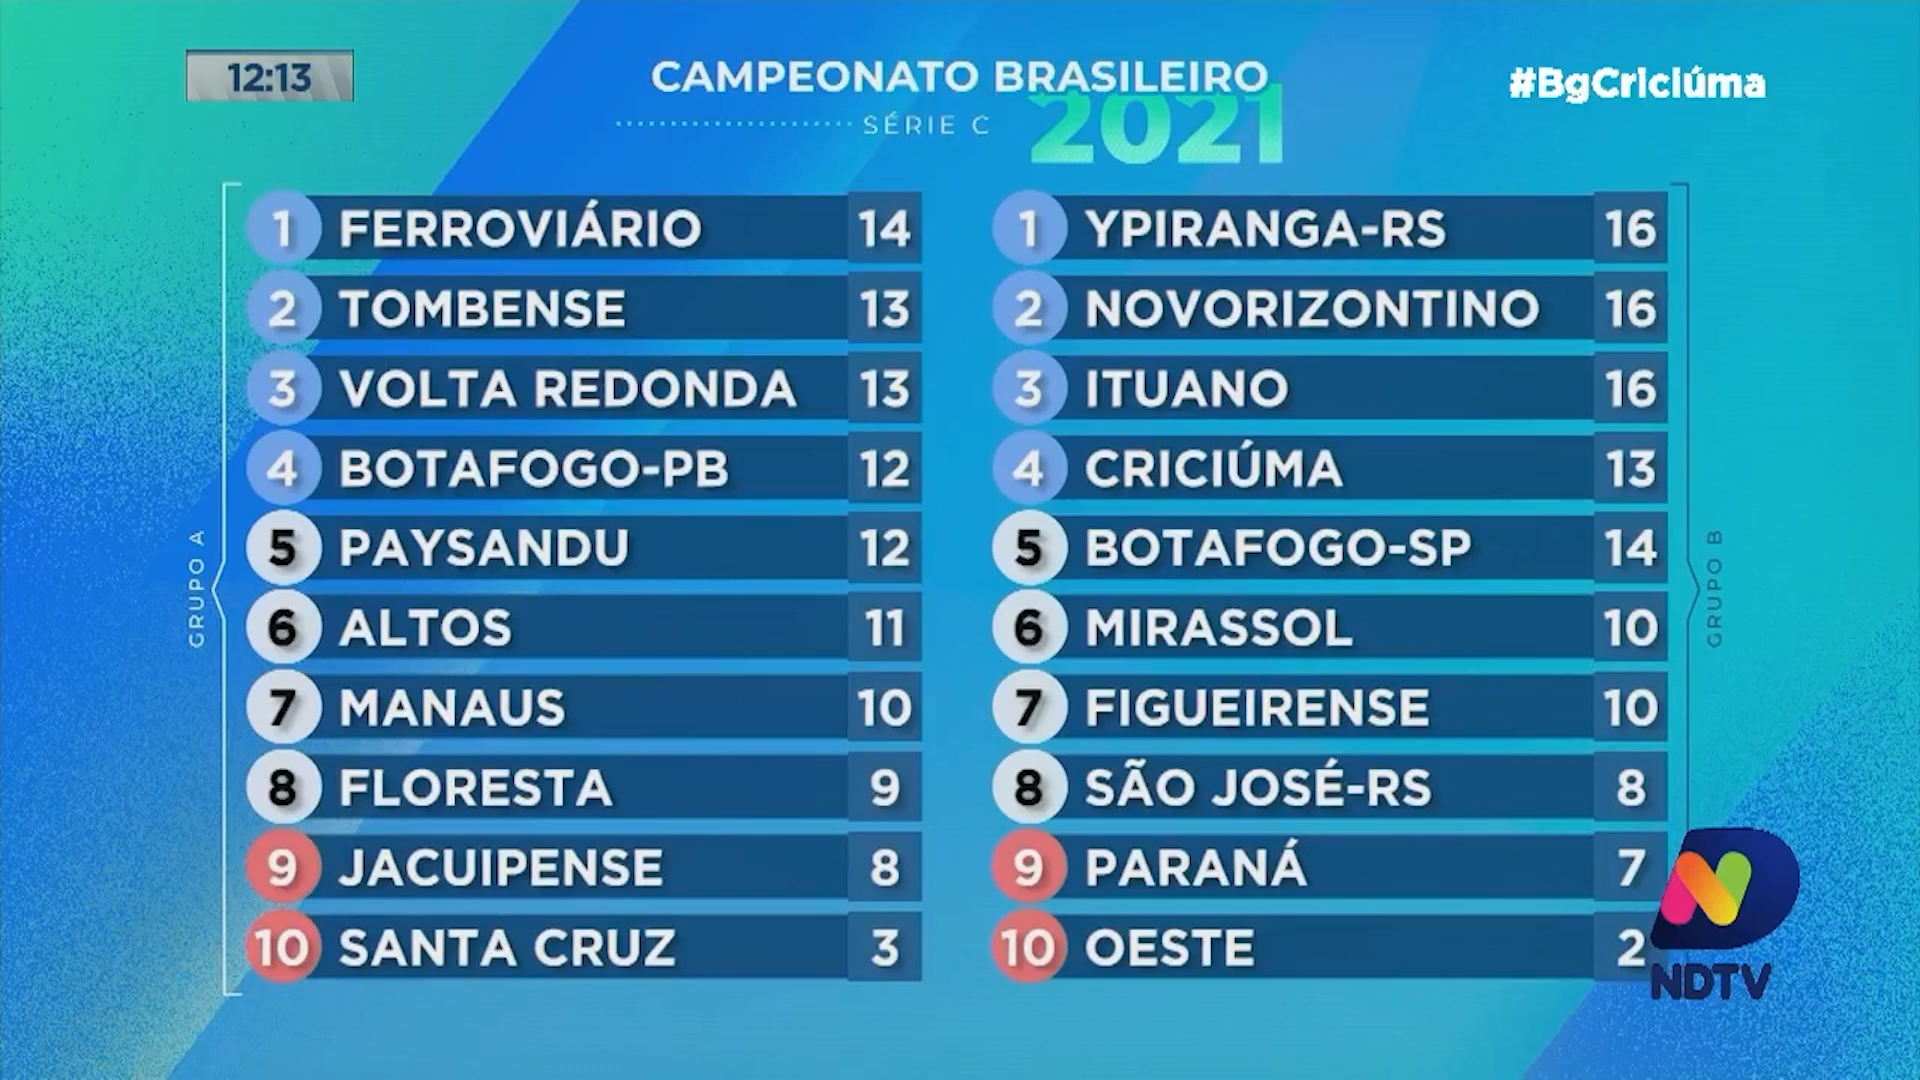 12:13
CAMPEONATO BRASILEIRO
SÉRIE C
2021
#BgCriciúma
GRUPO A
1 FERROVIÁRIO 14
2 TOMBENSE 13
3 VOLTA REDONDA 13
4 BOTAFOGO-PB 12
5 PAYSANDU 12
6 ALTOS 11
7 MANAUS 10
8 FLORESTA 9
9 JACUIPENSE 8
10 SANTA CRUZ 3
1 YPIRANGA-RS 16
2 NOVORIZONTINO 16
3 ITUANO 16
4 CRICIÚMA 13
5 BOTAFOGO-SP 14
6 MIRASSOL 10
7 FIGUEIRENSE 10
8 SÃO JOSÉ-RS 8
9 PARANÁ 7
10 OESTE 2
GRUPO B
NDTV